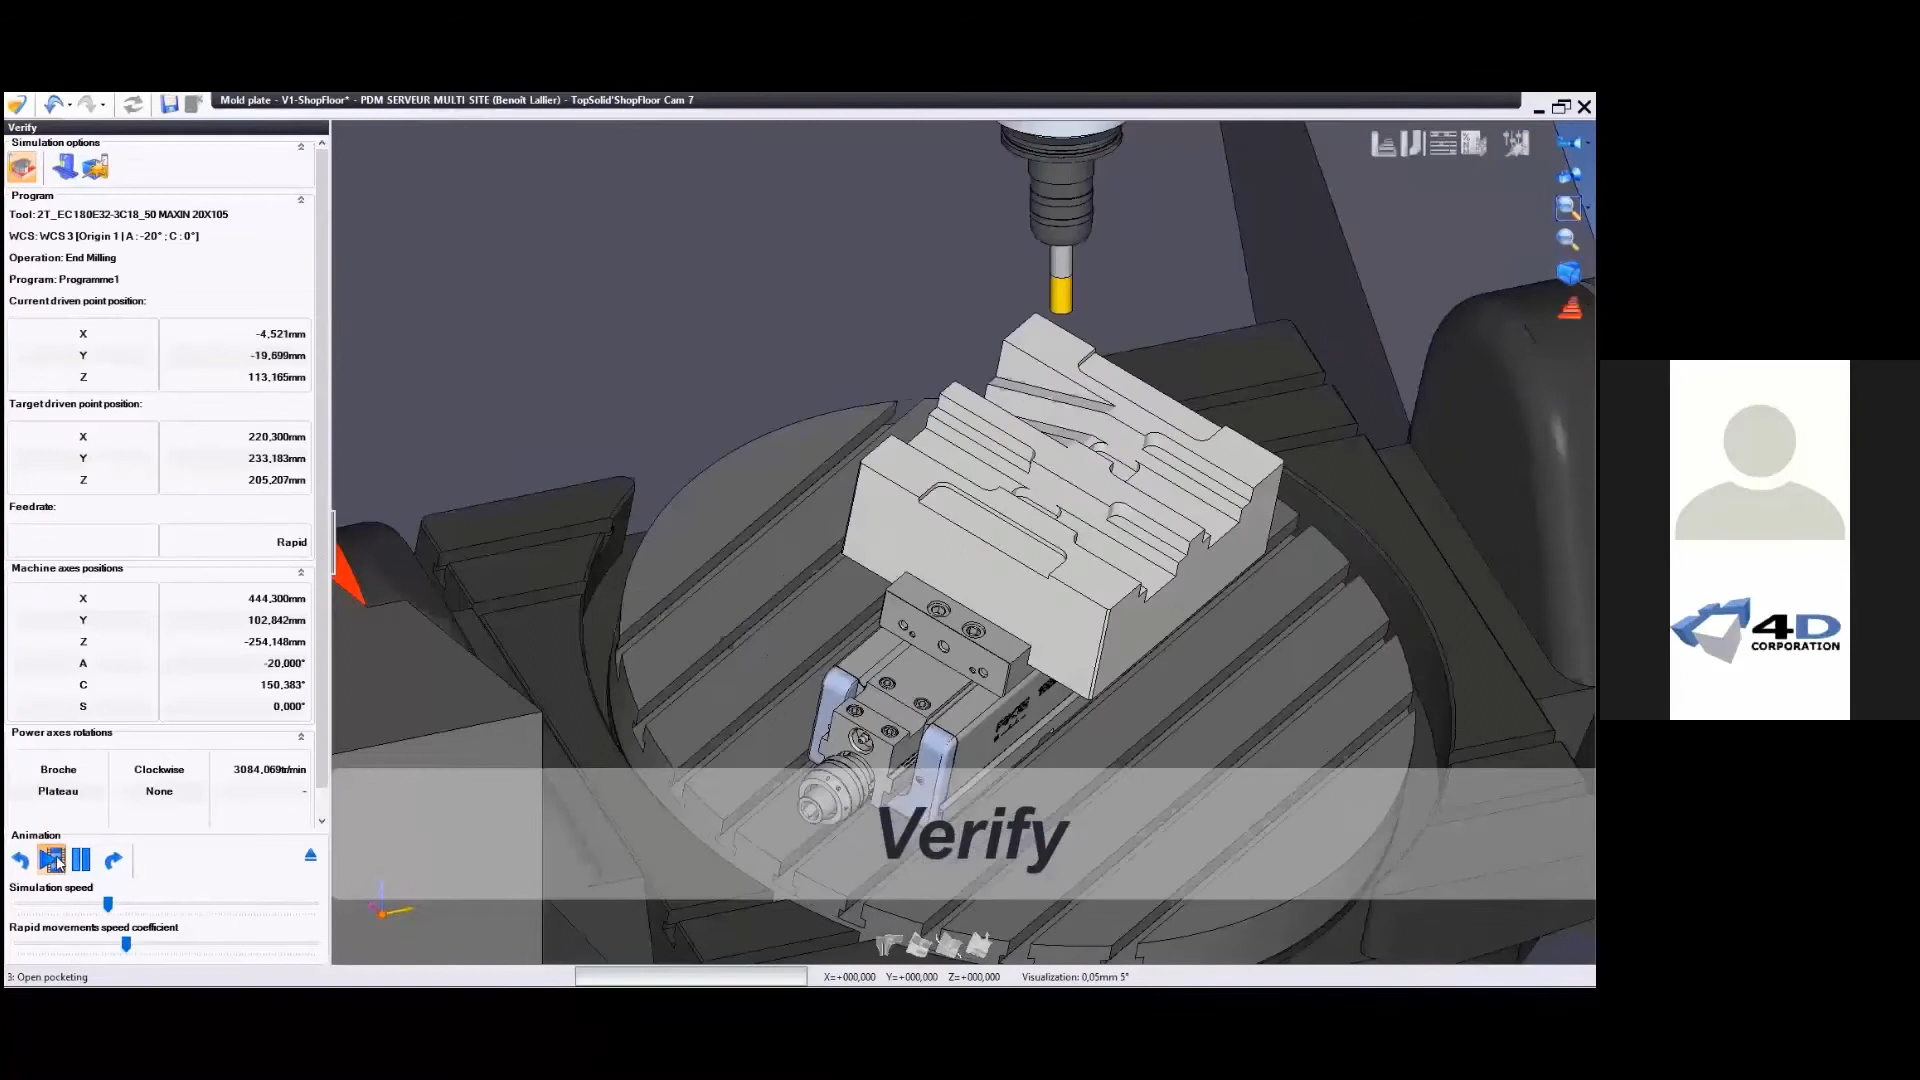 Mold plate - V1-ShopFloor* - PDM SERVEUR MULTI SITE (Benoît Lallier) - TopSolid'ShopFloor Cam 7
Verify
Simulation options
Program
Tool: 2T_EC180E32-3C18_50 MAXIN 20X105
WCS: WCS 3 [Origin 1 | A : -20° ; C : 0°]
Operation: End Milling
Program: Programme1
Current driven point position:
X -4,521mm
Y -19,699mm
Z 113,165mm
Target driven point position:
X 220,300mm
Y 233,183mm
Z 205,207mm
Feedrate:
Rapid
Machine axes positions
X 444,300mm
Y 102,842mm
Z -254,148mm
A -20,000°
C 150,383°
S 0,000°
Power axes rotations
Broche Clockwise 3084,069tr/min
Plateau None -
Animation
Simulation speed
Rapid movements speed coefficient
3: Open pocketing
X=+000,000 Y=+000,000 Z=+000,000 Visualization: 0,05mm 5°
Verify
4D
CORPORATION